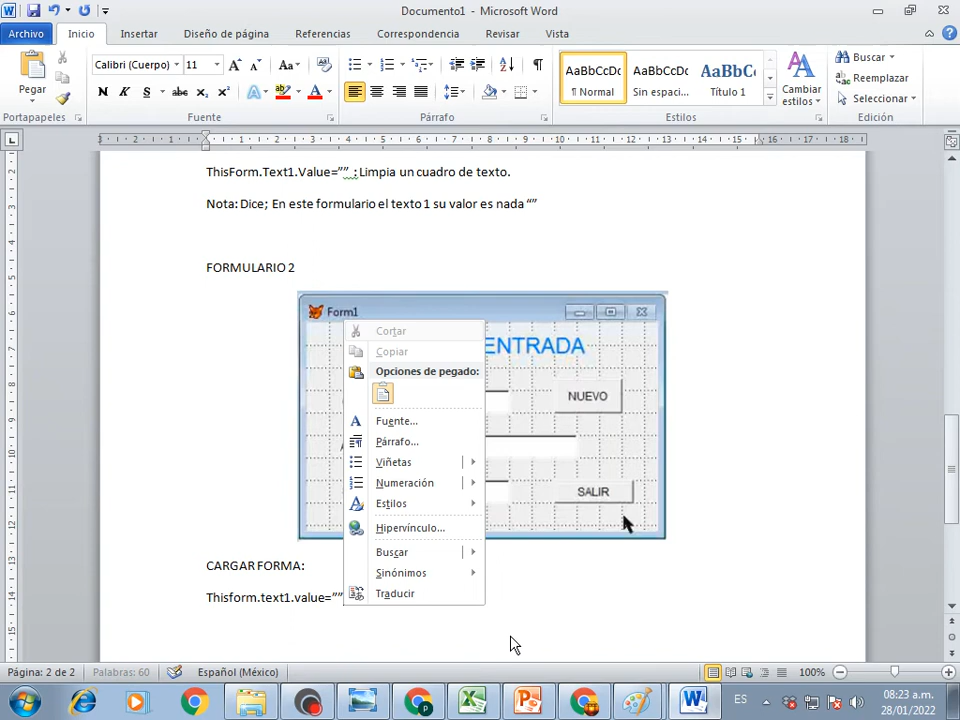 Documento1 - Microsoft Word
Archivo Inicio Insertar Diseño de página Referencias Correspondencia Revisar Vista
Calibri (Cuerpo) 11
Pegar
AaBbCcDc AaBbCcDc AaBbC
¶ Normal Sin espaci... Título 1
Cambiar estilos
Buscar
Reemplazar
Seleccionar
Portapapeles Fuente Párrafo Estilos Edición
ThisForm.Text1.Value=”” :Limpia un cuadro de texto.
Nota: Dice; En este formulario el texto 1 su valor es nada “”
FORMULARIO 2
Form1
ENTRADA
NUEVO
SALIR
Cortar
Copiar
Opciones de pegado:
Fuente...
Párrafo...
Viñetas
Numeración
Estilos
Hipervínculo...
Buscar
Sinónimos
Traducir
CARGAR FORMA:
Thisform.text1.value=””
Página: 2 de 2 Palabras: 60 Español (México) 100%
ES 08:23 a.m.
28/01/2022